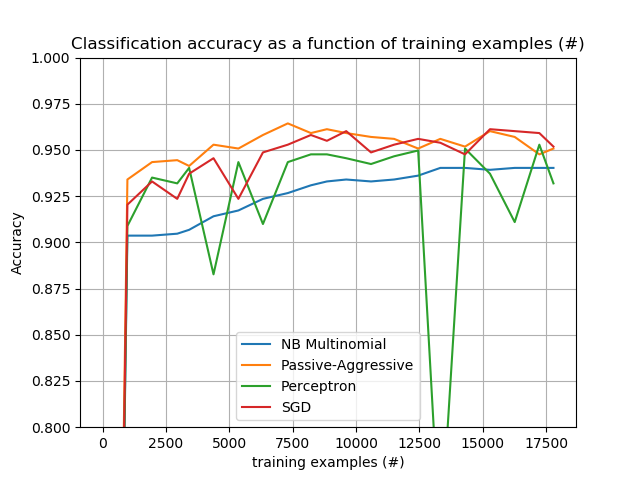 Classification accuracy as a function of training examples (#)
1.000
0.975
0.950
0.925
0.900
0.875
0.850
0.825
0.800
Accuracy
NB Multinomial
Passive-Aggressive
Perceptron
SGD
0 2500 5000 7500 10000 12500 15000 17500
training examples (#)